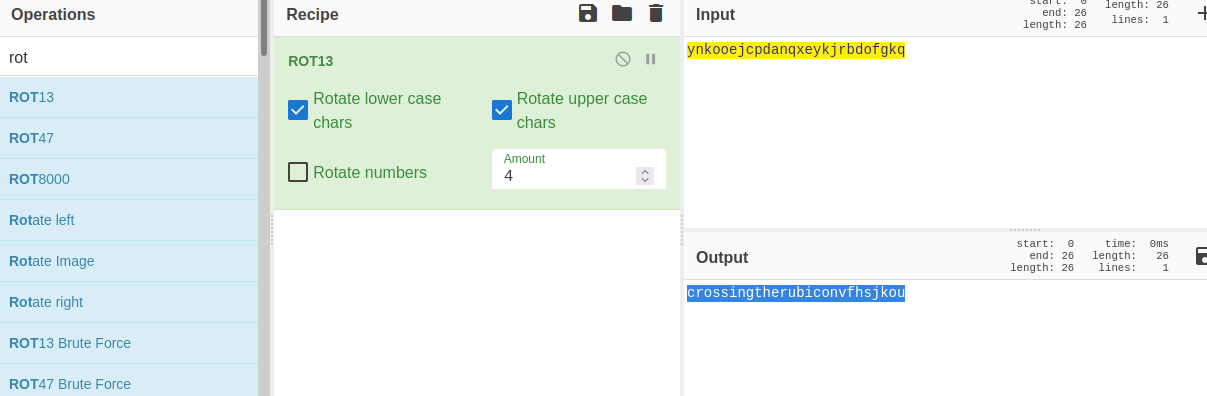 Operations
rot
ROT13
ROT47
ROT8000
Rotate left
Rotate Image
Rotate right
ROT13 Brute Force
ROT47 Brute Force
Recipe
ROT13
Rotate lower case
chars
Rotate upper case
chars
Rotate numbers
Amount
4
Input
start: 0
end: 26
length: 26
length: 26
lines: 1
ynkooejcpdanqxeykjrbdofgkq
Output
start: 0
end: 26
length: 26
time: 0ms
length: 26
lines: 1
crossingtherubiconvfhsjkou